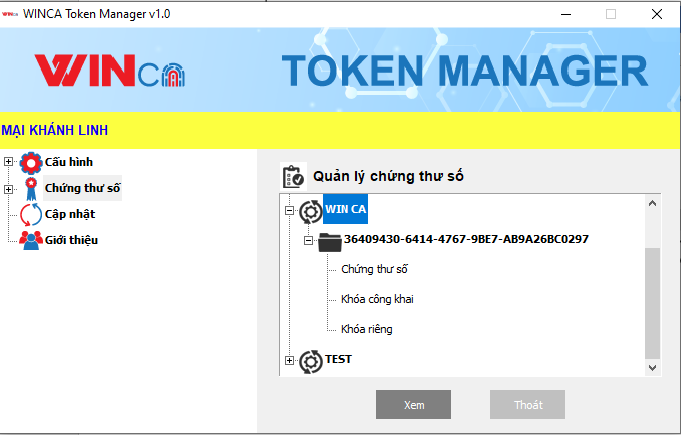 WINCA Token Manager v1.0
WINCA
TOKEN MANAGER
MẠI KHÁNH LINH
Cấu hình
Chứng thư số
Cập nhật
Giới thiệu
Quản lý chứng thư số
WIN CA
36409430-6414-4767-9BE7-AB9A26BC0297
Chứng thư số
Khóa công khai
Khóa riêng
TEST
Xem
Thoát